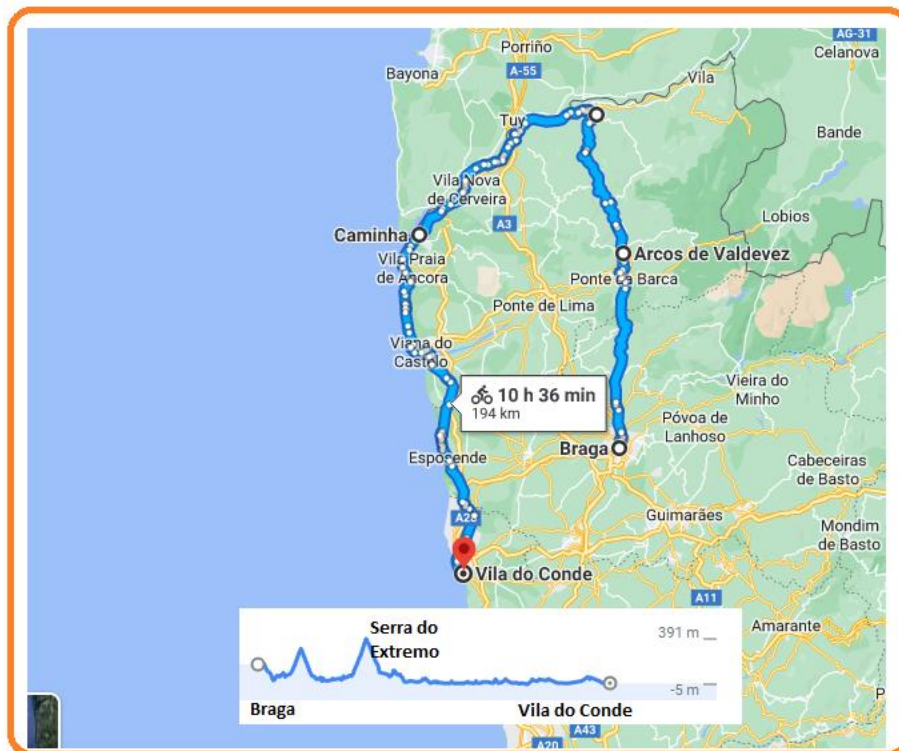 AG-31
Porriño
Celanova
A-55
Bayona
Vila
Tuy
Bande
Vila Nova
de Cerveira
Lobios
A3
Caminha
Arcos de Valdevez
Vila Praia
de Âncora
Ponte da Barca
Ponte de Lima
Viana do
Castelo
10 h 36 min
194 km
Vieira do
Minho
Póvoa de
Lanhoso
Braga
Esposende
Cabeceiras
de Basto
A28
Guimarães
Mondim
de Basto
Vila do Conde
A11
Amarante
Serra do
Extremo
391 m
-5 m
P
Braga
Vila do Conde
A43
A20